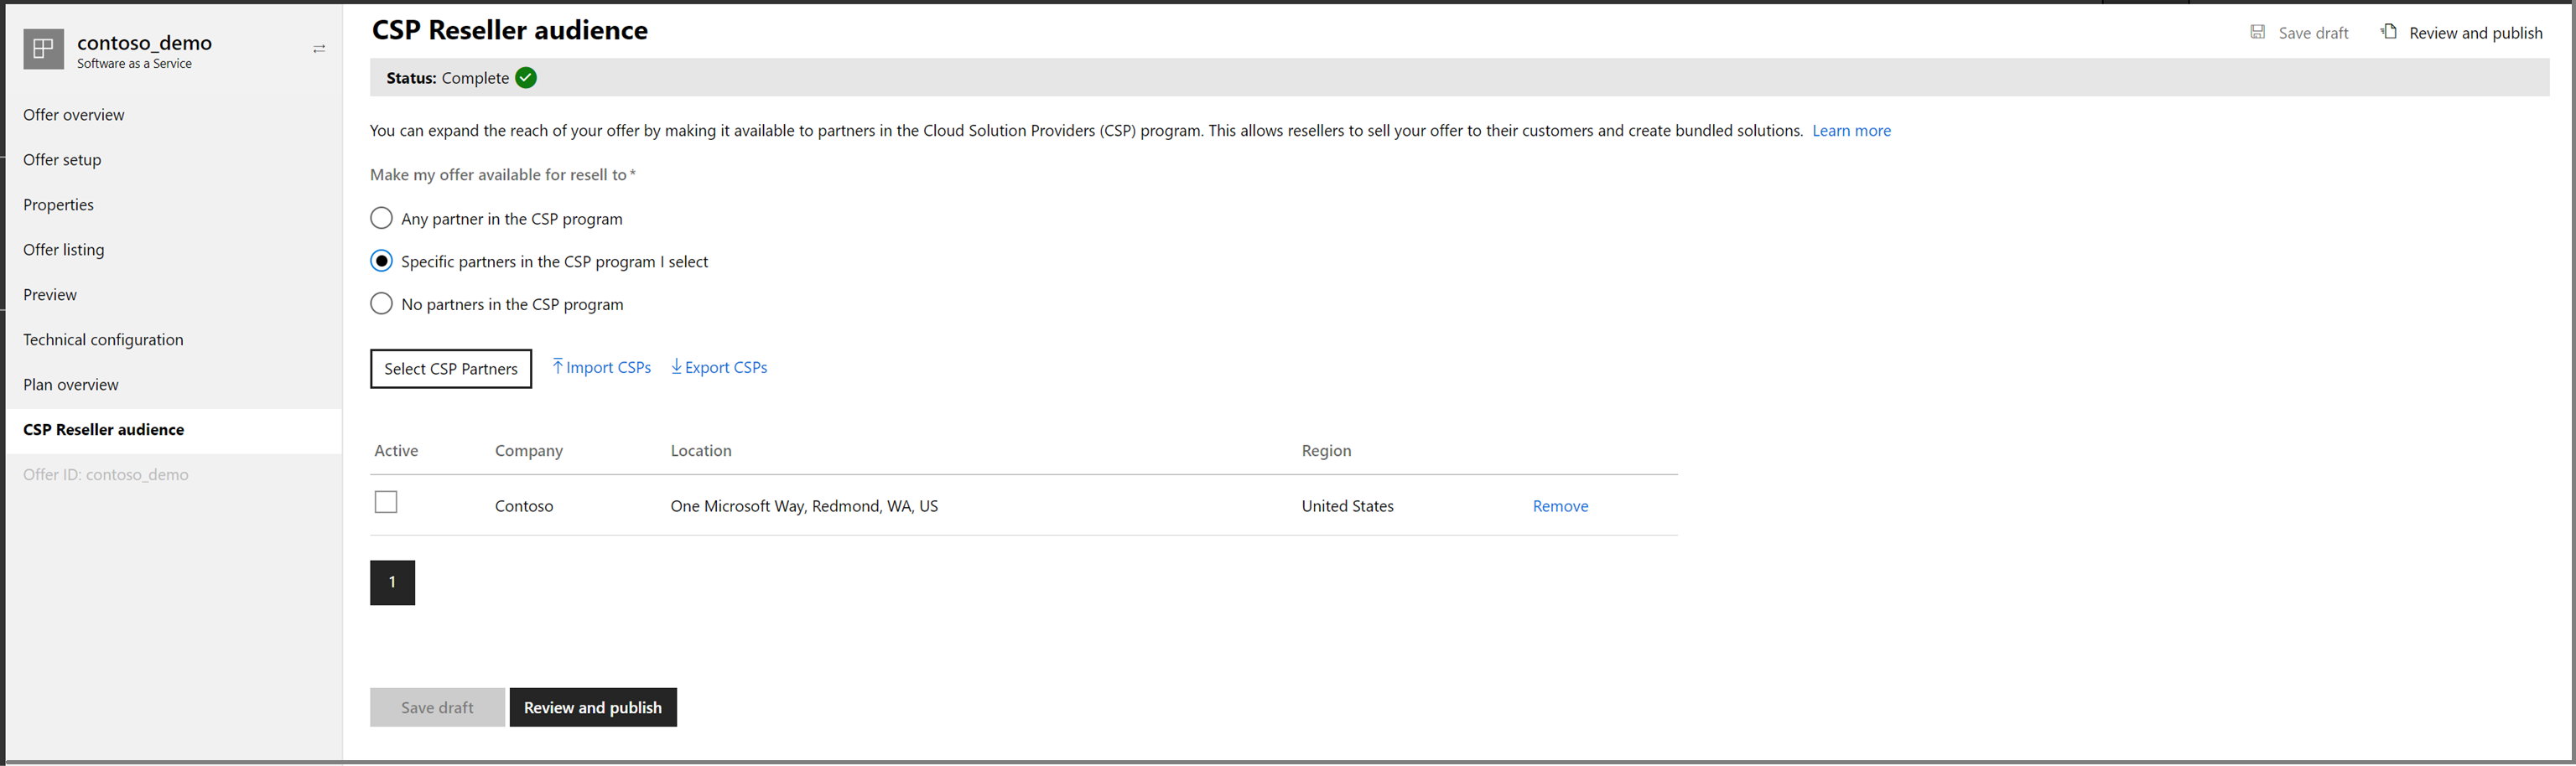 contoso_demo
Software as a Service
Offer overview
Offer setup
Properties
Offer listing
Preview
Technical configuration
Plan overview
CSP Reseller audience
Offer ID: contoso_demo
CSP Reseller audience
Save draft
Review and publish
Status: Complete
You can expand the reach of your offer by making it available to partners in the Cloud Solution Providers (CSP) program. This allows resellers to sell your offer to their customers and create bundled solutions. Learn more
Make my offer available for resell to *
Any partner in the CSP program
Specific partners in the CSP program I select
No partners in the CSP program
Select CSP Partners Import CSPs Export CSPs
Active Company Location Region
Contoso One Microsoft Way, Redmond, WA, US United States Remove
1
Save draft Review and publish